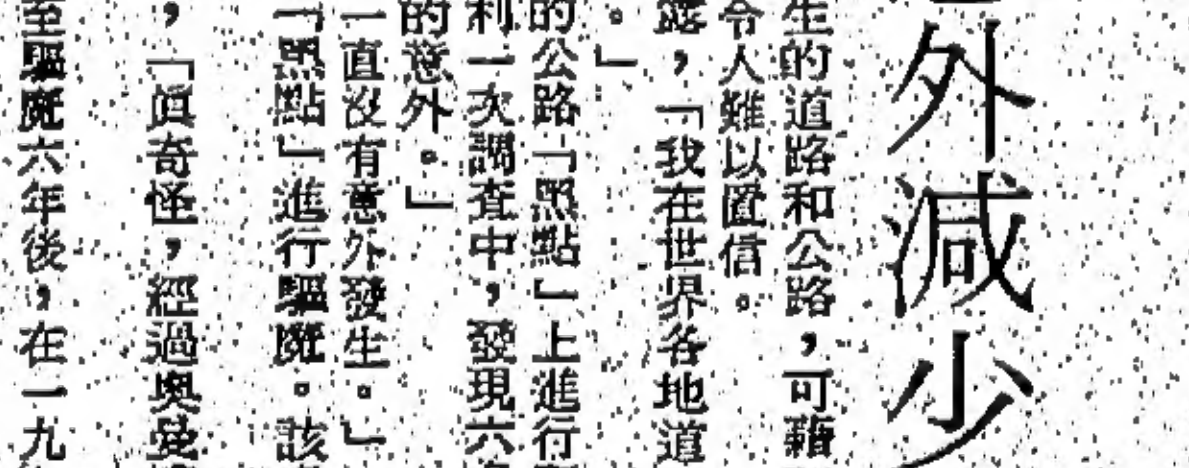 外減少
生的道路和公路，可藉
令人難以置信。
露，「我在世界各地道
。」
的公路「黑點」上進行
利一次調查中，發現六
的意外。」
一直沒有意外發生。」
「黑點」進行驅魔。該
，「眞奇怪，經過奧曼
至驅魔六年後，在一九